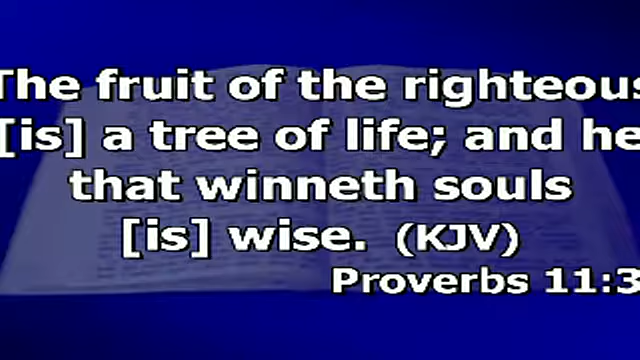 The fruit of the righteous
[is] a tree of life; and he
that winneth souls
[is] wise. (KJV)
Proverbs 11:3